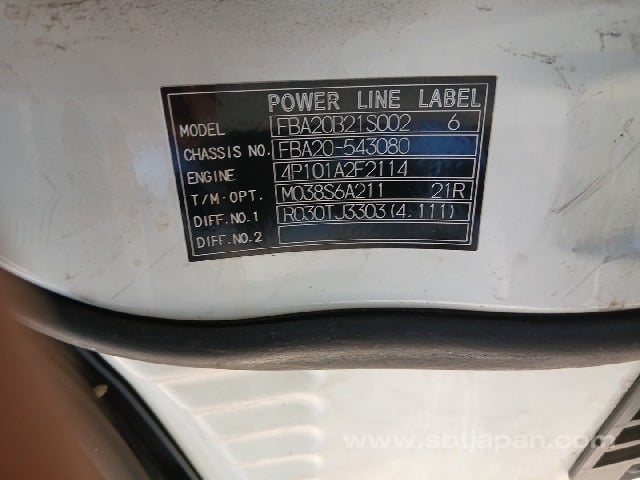 POWER LINE LABEL
MODEL FBA20B21S002 6
CHASSIS NO. FBA20-543080
ENGINE 4P101A2F2114
T/M·OPT. M038S6A211 21R
DIFF.NO.1 R030TJ3303(4.111)
DIFF.NO.2
www.sbtjapan.com